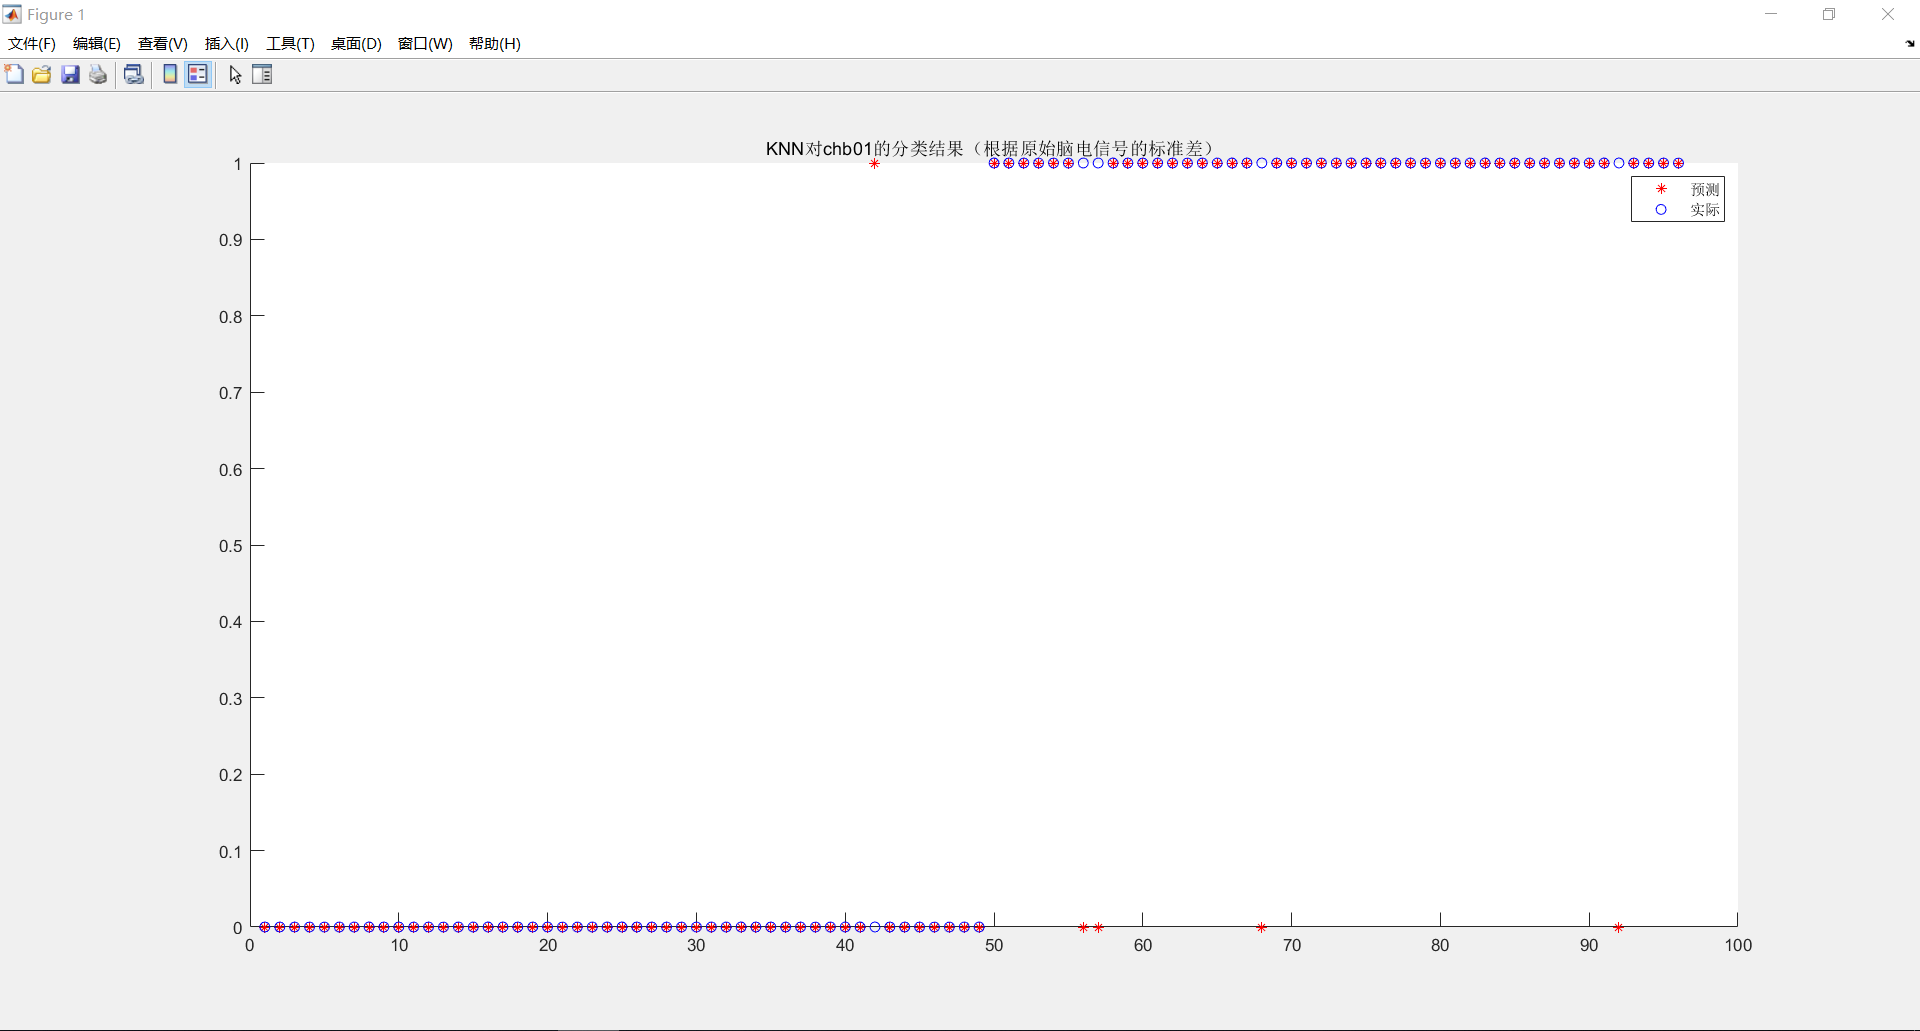 Figure 1
文件(F) 编辑(E) 查看(V) 插入(I) 工具(T) 桌面(D) 窗口(W) 帮助(H)
KNN对chb01的分类结果（根据原始脑电信号的标准差）
预测
实际
1
0.9
0.8
0.7
0.6
0.5
0.4
0.3
0.2
0.1
0
0 10 20 30 40 50 60 70 80 90 100